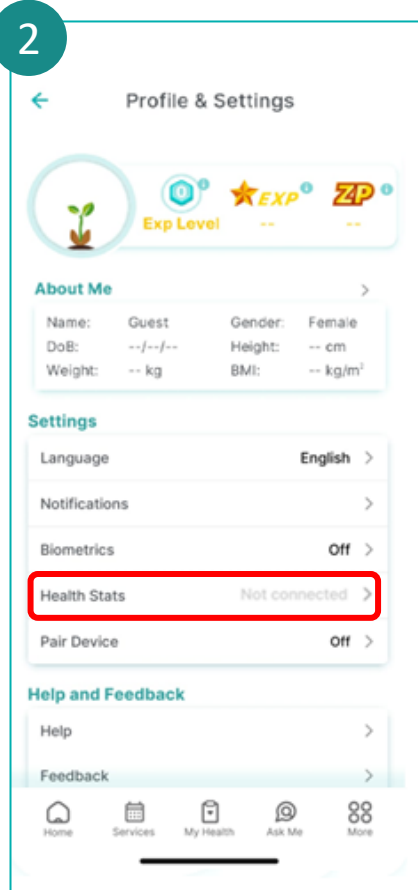 2
Profile & Settings
Exp Level
EXP
--
ZP
--
About Me
Name: Guest Gender: Female
DoB: --/--/-- Height: -- cm
Weight: -- kg BMI: -- kg/m²
Settings
Language English
Notifications
Biometrics Off
Health Stats Not connected
Pair Device Off
Help and Feedback
Help
Feedback
Home Services My Health Ask Me More